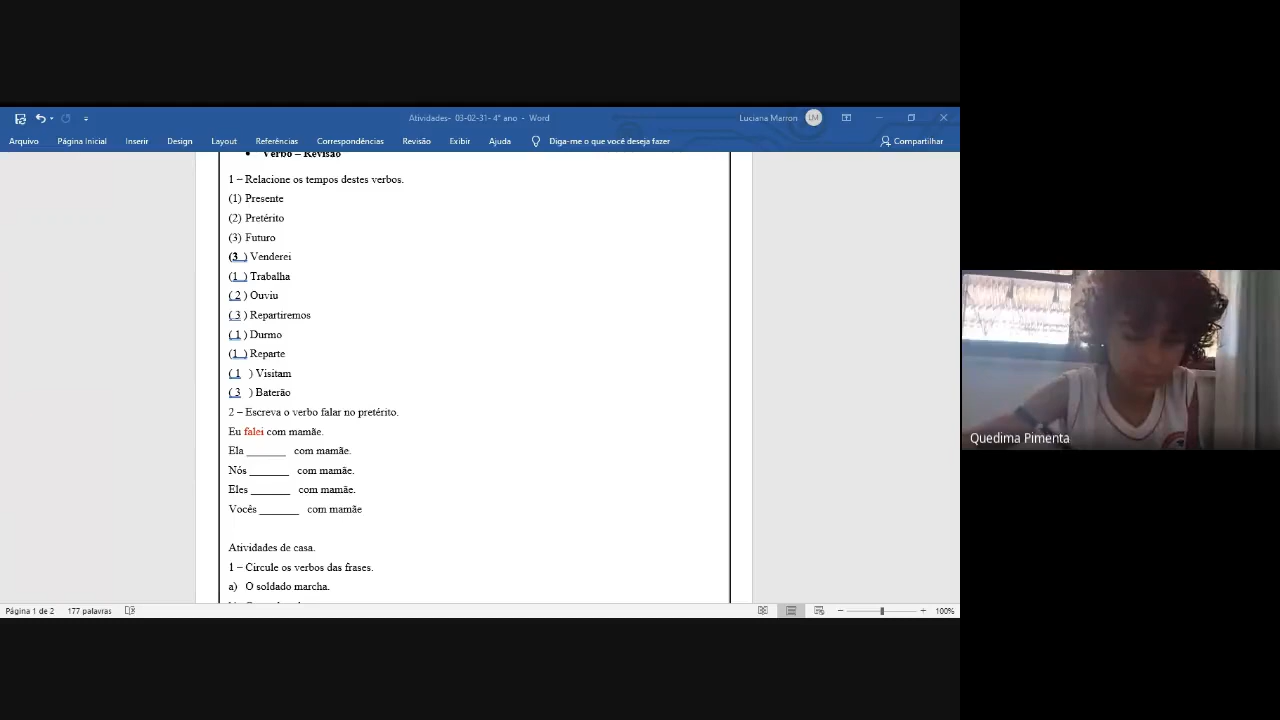 Atividades- 03-02-31- 4° ano - Word
Luciana Marron
LM
Arquivo
Página Inicial
Inserir
Design
Layout
Referências
Correspondências
Revisão
Exibir
Ajuda
Diga-me o que você deseja fazer
Compartilhar
• Verbo – Revisão
1 – Relacione os tempos destes verbos.
(1) Presente
(2) Pretérito
(3) Futuro
(3 ) Venderei
(1 ) Trabalha
( 2 ) Ouviu
( 3 ) Repartiremos
( 1 ) Durmo
(1 ) Reparte
( 1 ) Visitam
( 3 ) Baterão
2 – Escreva o verbo falar no pretérito.
Eu falei com mamãe.
Ela _______ com mamãe.
Nós _______ com mamãe.
Eles _______ com mamãe.
Vocês _______ com mamãe
Atividades de casa.
1 – Circule os verbos das frases.
a) O soldado marcha.
Página 1 de 2
177 palavras
100%
Quedima Pimenta